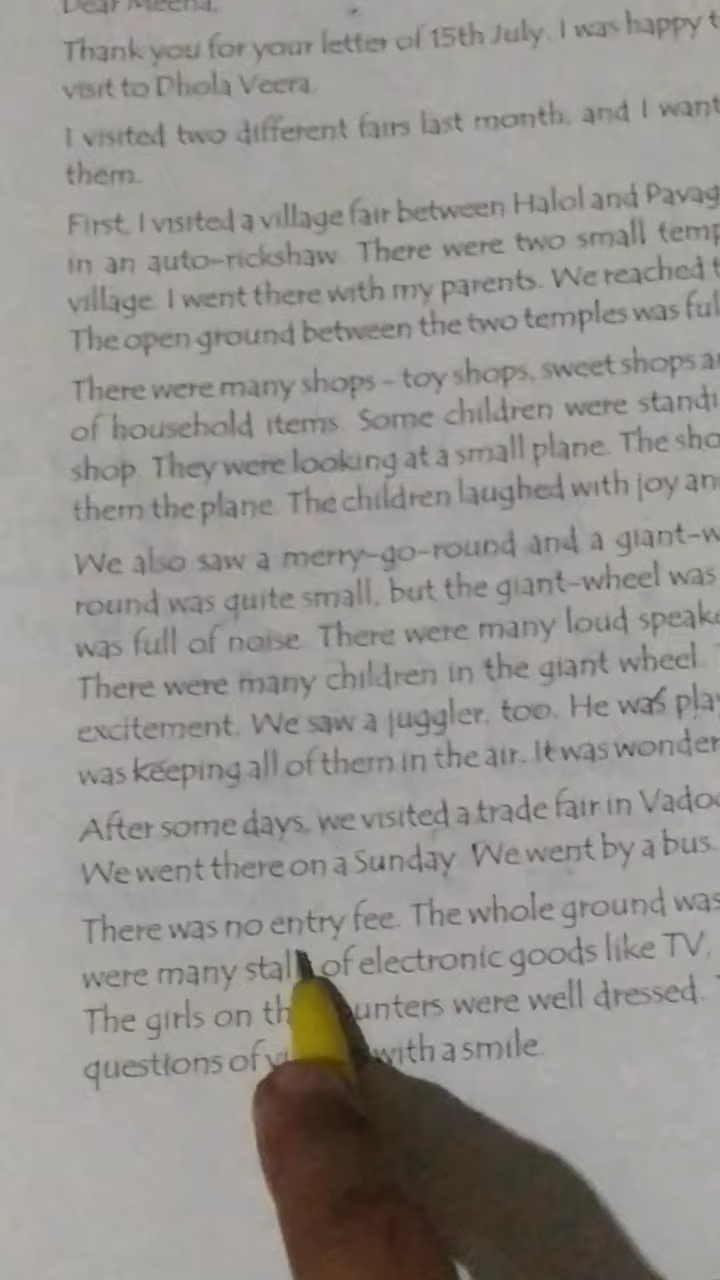 Dear Meena,
Thank you for your letter of 15th July. I was happy t
visit to Dhola Veera.
I visited two different fairs last month, and I want
them.
First, I visited a village fair between Halol and Pavag
in an auto-rickshaw. There were two small temp
village. I went there with my parents. We reached t
The open ground between the two temples was ful
There were many shops - toy shops, sweet shops a
of household items. Some children were standi
shop. They were looking at a small plane. The sho
them the plane. The children laughed with joy an
We also saw a merry-go-round and a giant-w
round was quite small, but the giant-wheel was
was full of noise. There were many loud speak
There were many children in the giant wheel.
excitement. We saw a juggler, too. He was play
was keeping all of them in the air. It was wonder
After some days, we visited a trade fair in Vadod
We went there on a Sunday. We went by a bus.
There was no entry fee. The whole ground was
were many stall of electronic goods like TV,
The girls on th unters were well dressed.
questions of with a smile.